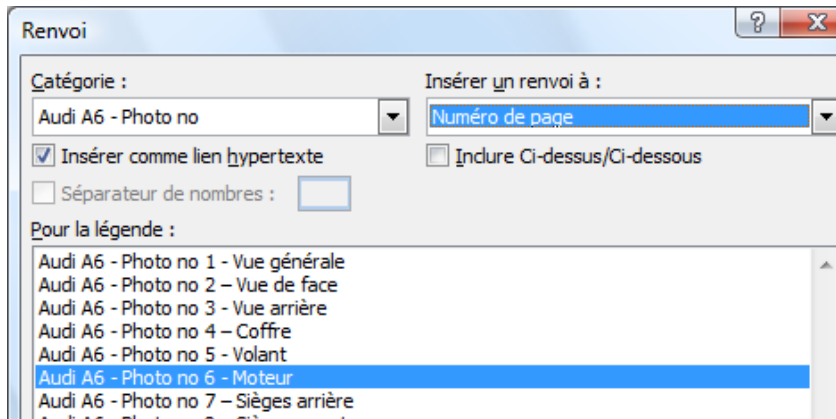 Renvoi
Catégorie :
Insérer un renvoi à :
Audi A6 - Photo no
Numéro de page
Insérer comme lien hypertexte
Inclure Ci-dessus/Ci-dessous
Séparateur de nombres :
Pour la légende :
Audi A6 - Photo no 1 - Vue générale
Audi A6 - Photo no 2 – Vue de face
Audi A6 - Photo no 3 - Vue arrière
Audi A6 - Photo no 4 – Coffre
Audi A6 - Photo no 5 - Volant
Audi A6 - Photo no 6 - Moteur
Audi A6 - Photo no 7 – Sièges arrière